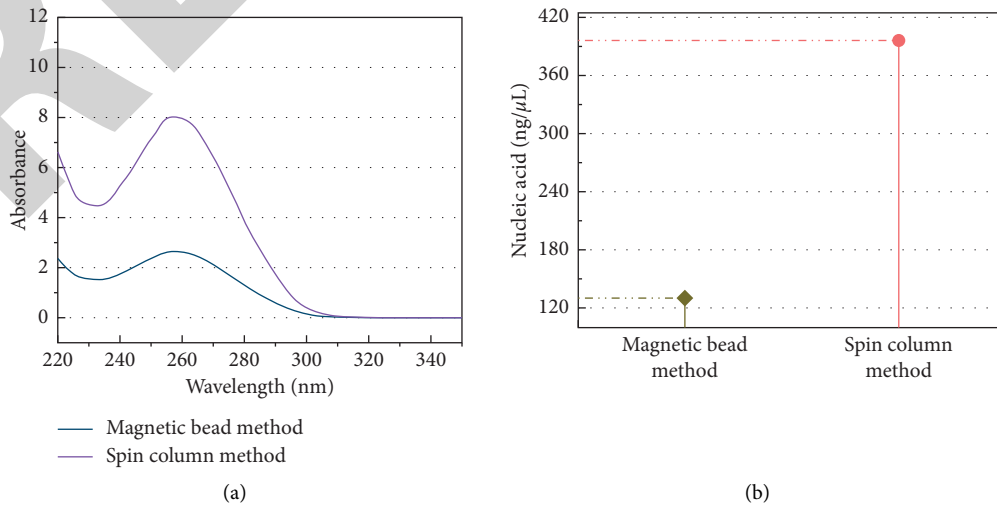 12
10
8
6
4
2
0
Absorbance
220 240 260 280 300 320 340
Wavelength (nm)
Magnetic bead method
Spin column method
(a)
420
360
300
240
180
120
Nucleic acid (ng/μL)
Magnetic bead
method
Spin column
method
(b)